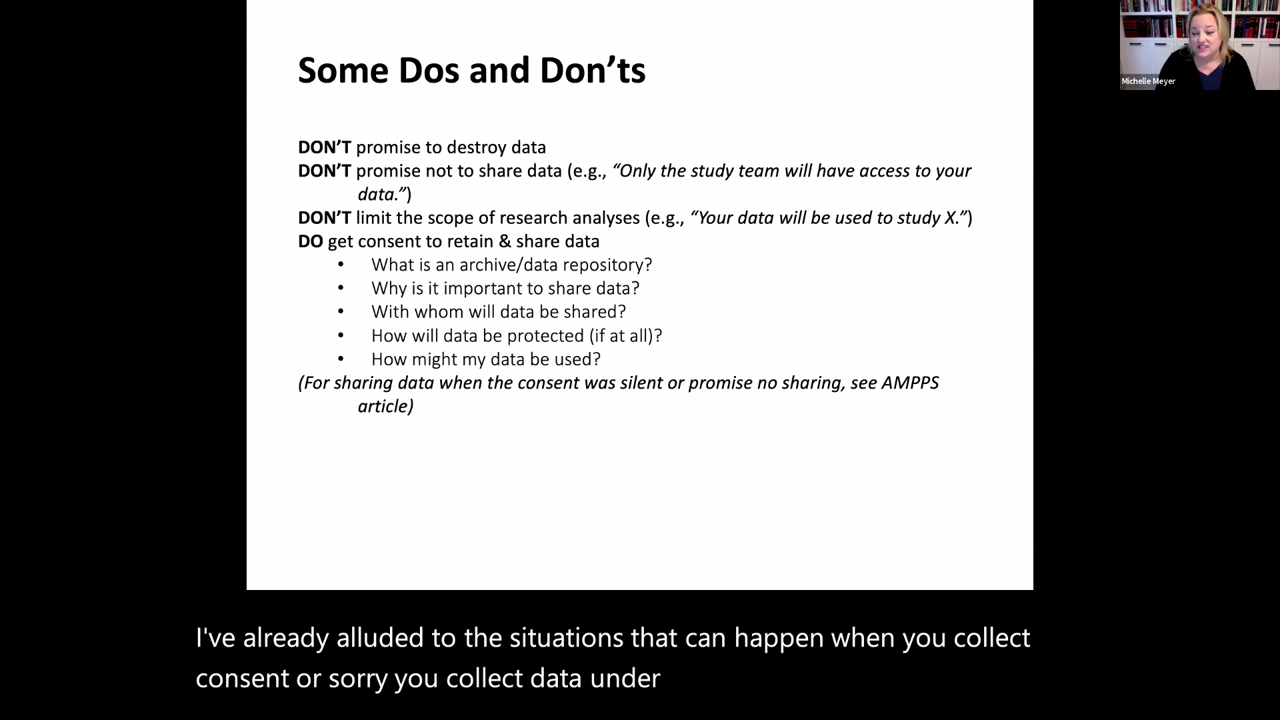 Some Dos and Don'ts
Michelle Meyer
DON'T promise to destroy data
DON'T promise not to share data (e.g., “Only the study team will have access to your
data.”)
DON'T limit the scope of research analyses (e.g., “Your data will be used to study X.”)
DO get consent to retain & share data
• What is an archive/data repository?
• Why is it important to share data?
• With whom will data be shared?
• How will data be protected (if at all)?
• How might my data be used?
(For sharing data when the consent was silent or promise no sharing, see AMPPS
article)
I've already alluded to the situations that can happen when you collect
consent or sorry you collect data under